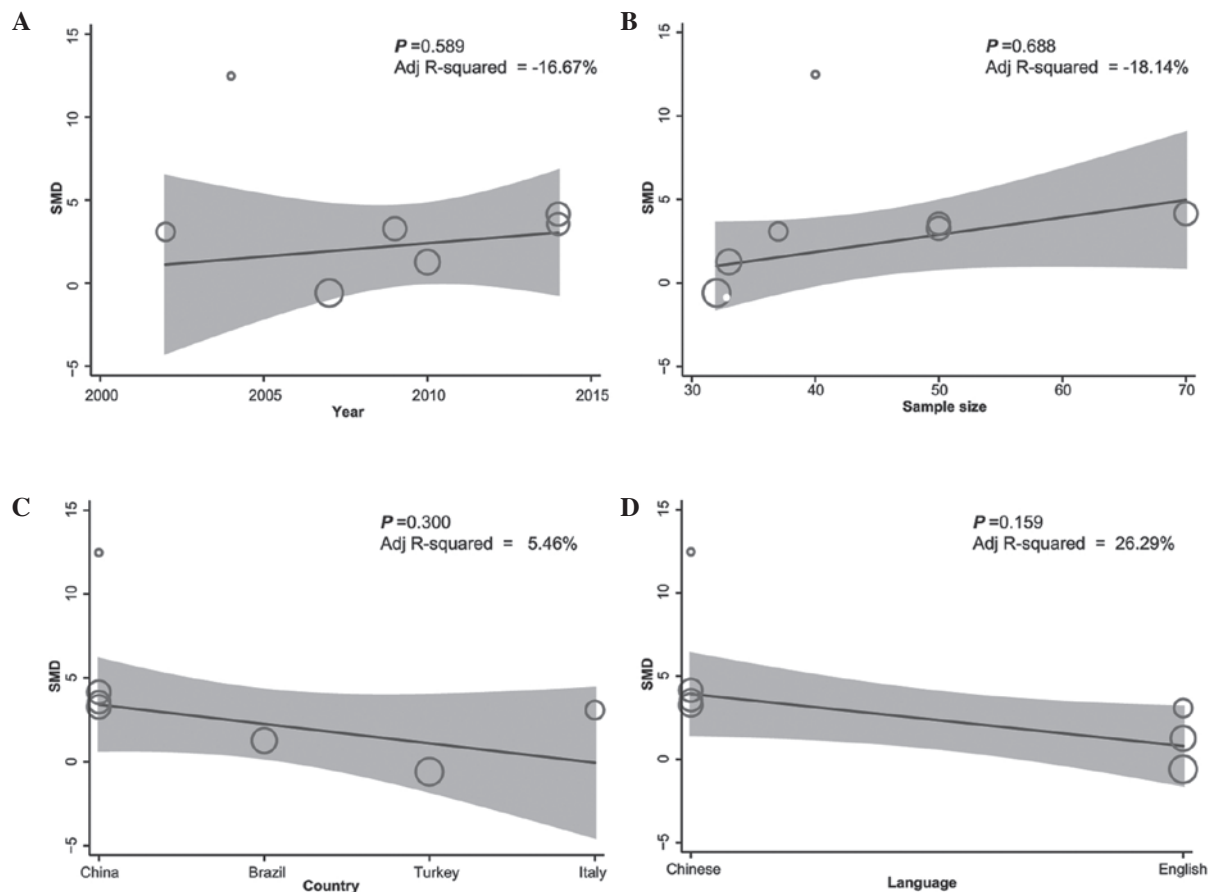 A
P =0.589
Adj R-squared = -16.67%
SMD
15
10
5
0
−5
2000 2005 2010 2015
Year
B
P =0.688
Adj R-squared = -18.14%
SMD
15
10
5
0
−5
30 40 50 60 70
Sample size
C
P =0.300
Adj R-squared = 5.46%
SMD
15
10
5
0
−5
China Brazil Turkey Italy
Country
D
P =0.159
Adj R-squared = 26.29%
SMD
15
10
5
0
−5
Chinese English
Language